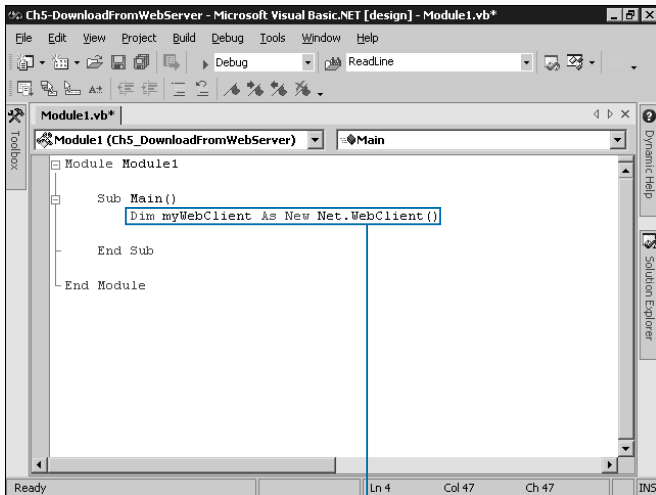 Ch5-DownloadFromWebServer - Microsoft Visual Basic.NET [design] - Module1.vb*
File Edit View Project Build Debug Tools Window Help
Debug ReadLine
Module1.vb*
Toolbox
Module1 (Ch5_DownloadFromWebServer) Main
Module Module1
Sub Main()
Dim myWebClient As New Net.WebClient()
End Sub
End Module
Dynamic Help
Solution Explorer
Ready Ln 4 Col 47 Ch 47 INS